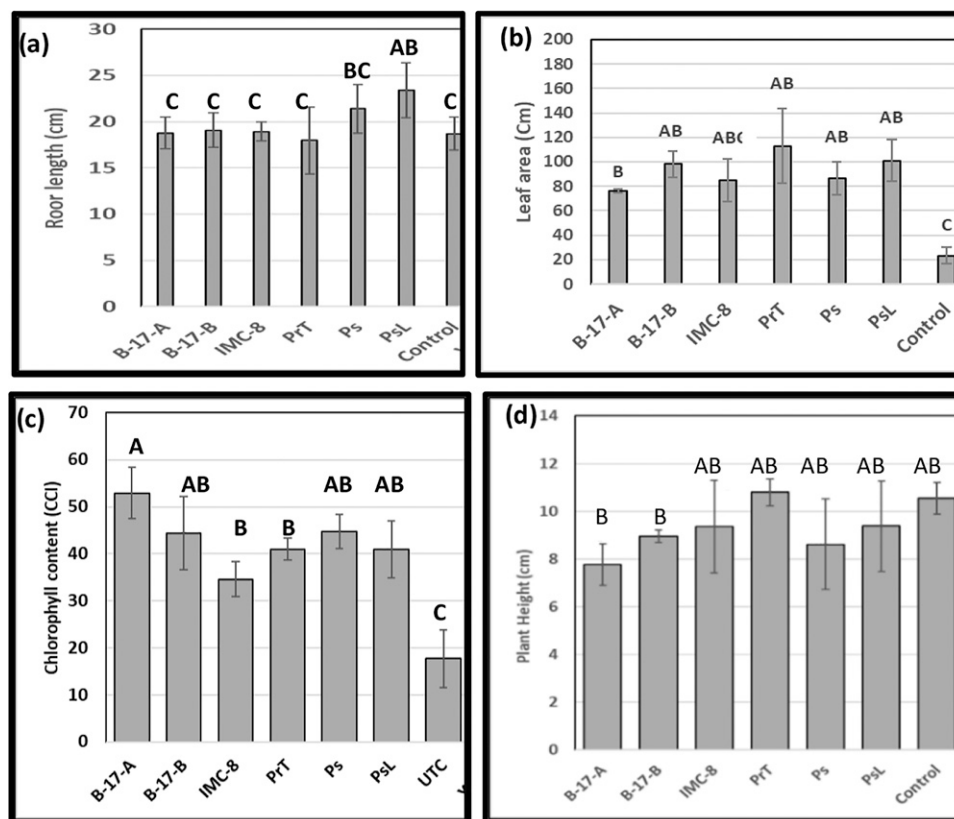 (a)
Roor length (cm)
30
25
20
15
10
5
0
C
C
C
C
BC
AB
C
B-17-A
B-17-B
IMC-8
PrT
Ps
PsL
Control
(b)
Leaf area (Cm)
200
180
160
140
120
100
80
60
40
20
0
B
AB
ABC
AB
AB
AB
C
B-17-A
B-17-B
IMC-8
PrT
Ps
PsL
Control
(c)
Chlorophyll content (CCI)
70
60
50
40
30
20
10
0
A
AB
B
B
AB
AB
C
B-17-A
B-17-B
IMC-8
PrT
Ps
PsL
UTC
(d)
Plant Height (cm)
14
12
10
8
6
4
2
0
B
B
AB
AB
AB
AB
AB
B-17-A
B-17-B
IMC-8
PrT
Ps
PsL
Control